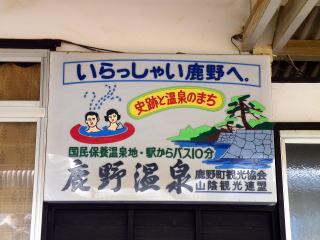 いらっしゃい鹿野へ.
史跡と温泉のまち
国民保養温泉地・駅からバス10分
鹿野温泉
鹿野町観光協会
山陰観光連盟